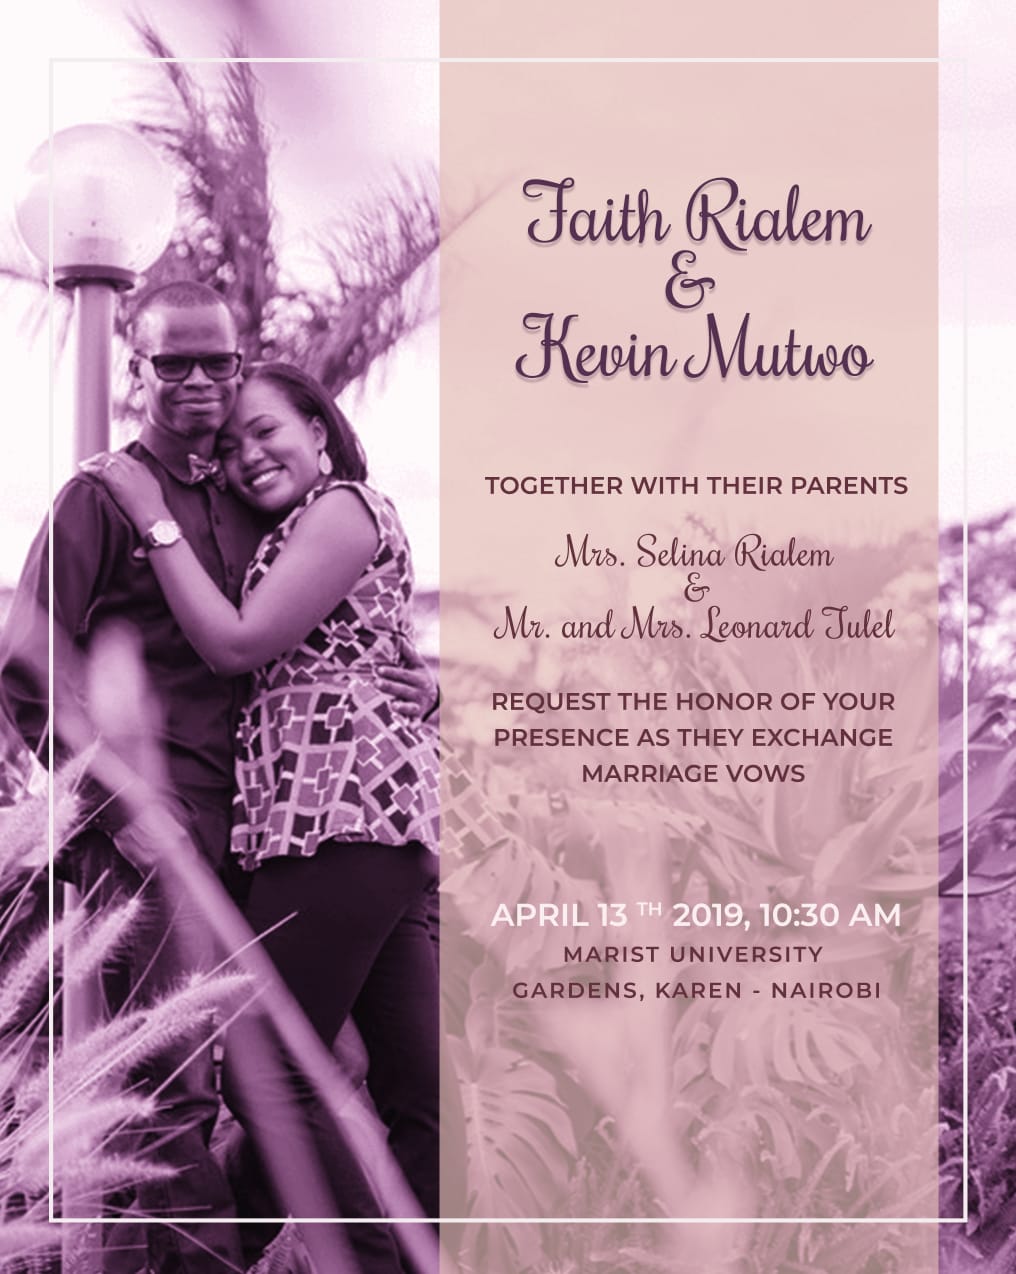 Faith Rialem
&
Kevin Mutwo
TOGETHER WITH THEIR PARENTS
Mrs. Selina Rialem
&
Mr. and Mrs. Leonard Tulel
REQUEST THE HONOR OF YOUR
PRESENCE AS THEY EXCHANGE
MARRIAGE VOWS
APRIL 13 TH 2019, 10:30 AM
MARIST UNIVERSITY
GARDENS, KAREN - NAIROBI